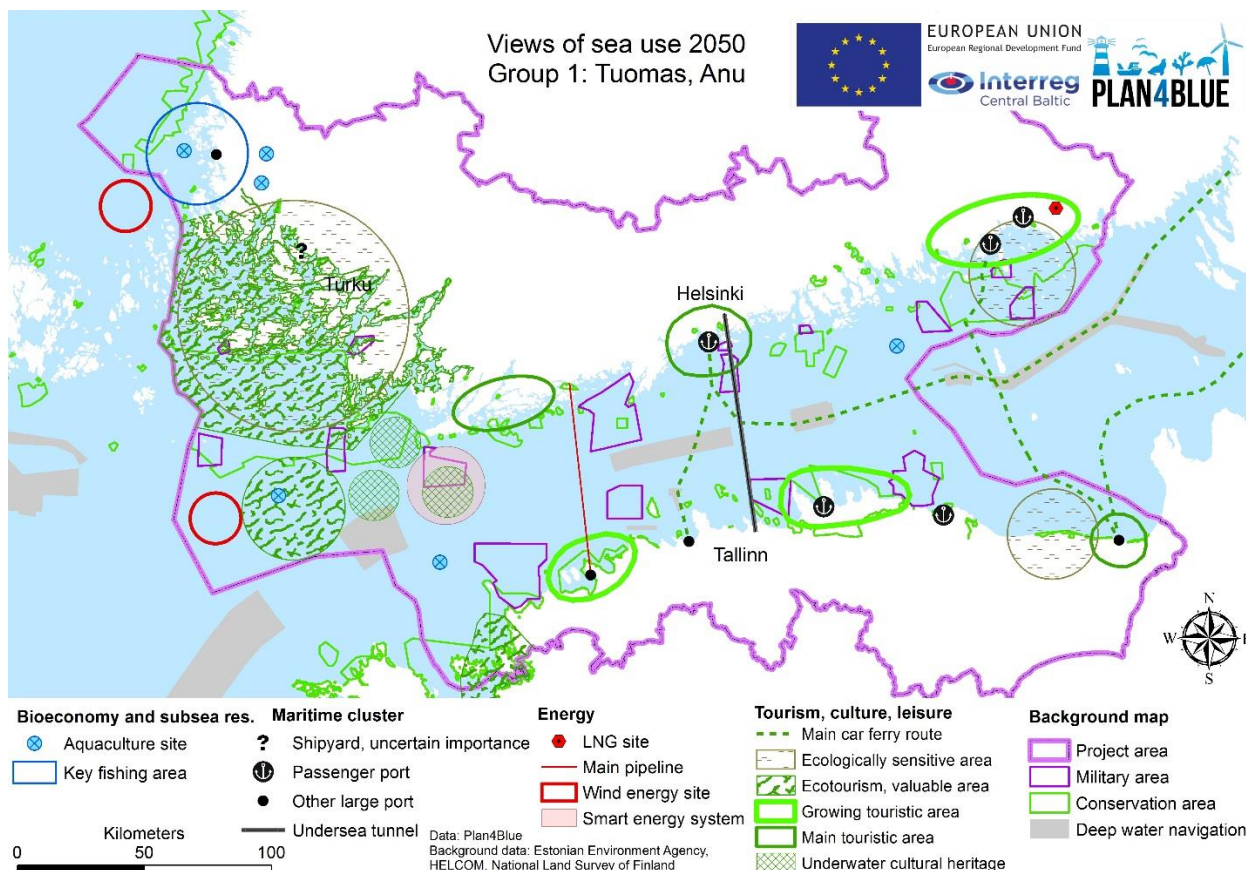 Views of sea use 2050
Group 1: Tuomas, Anu
EUROPEAN UNION
European Regional Development Fund
Interreg
Central Baltic
PLAN4BLUE
?
Turku
Helsinki
Tallinn
N
W
E
S
Bioeconomy and subsea res.
Aquaculture site
Key fishing area
Kilometers
0 50 100
Maritime cluster
? Shipyard, uncertain importance
Passenger port
Other large port
Undersea tunnel
Data: Plan4Blue
Background data: Estonian Environment Agency,
HELCOM, National Land Survey of Finland
Energy
LNG site
Main pipeline
Wind energy site
Smart energy system
Tourism, culture, leisure
Main car ferry route
Ecologically sensitive area
Ecotourism, valuable area
Growing touristic area
Main touristic area
Underwater cultural heritage
Background map
Project area
Military area
Conservation area
Deep water navigation